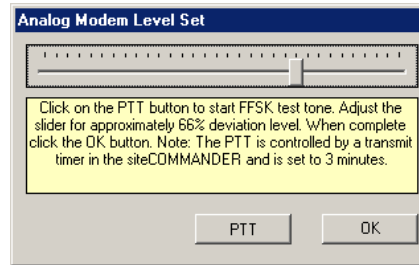 Analog Modem Level Set
Click on the PTT button to start FFSK test tone. Adjust the
slider for approximately 66% deviation level. When complete
click the OK button. Note: The PTT is controlled by a transmit
timer in the siteCOMMANDER and is set to 3 minutes.
PTT
OK